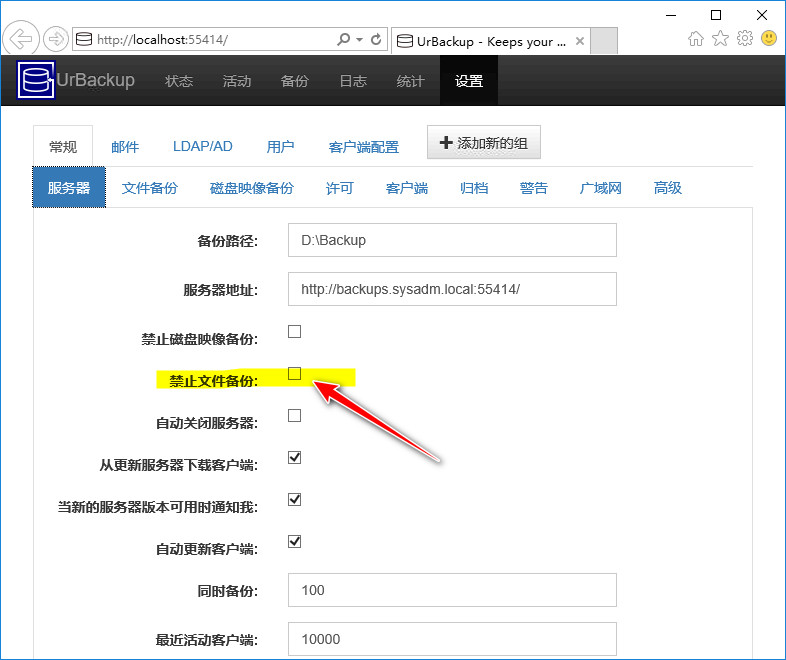 http://localhost:55414/
UrBackup - Keeps your ...
UrBackup 状态 活动 备份 日志 统计 设置
常规 邮件 LDAP/AD 用户 客户端配置 添加新的组
服务器 文件备份 磁盘映像备份 许可 客户端 归档 警告 广域网 高级
备份路径: D:\Backup
服务器地址: http://backups.sysadm.local:55414/
禁止磁盘映像备份:
禁止文件备份:
自动关闭服务器:
从更新服务器下载客户端:
当新的服务器版本可用时通知我:
自动更新客户端:
同时备份: 100
最近活动客户端: 10000